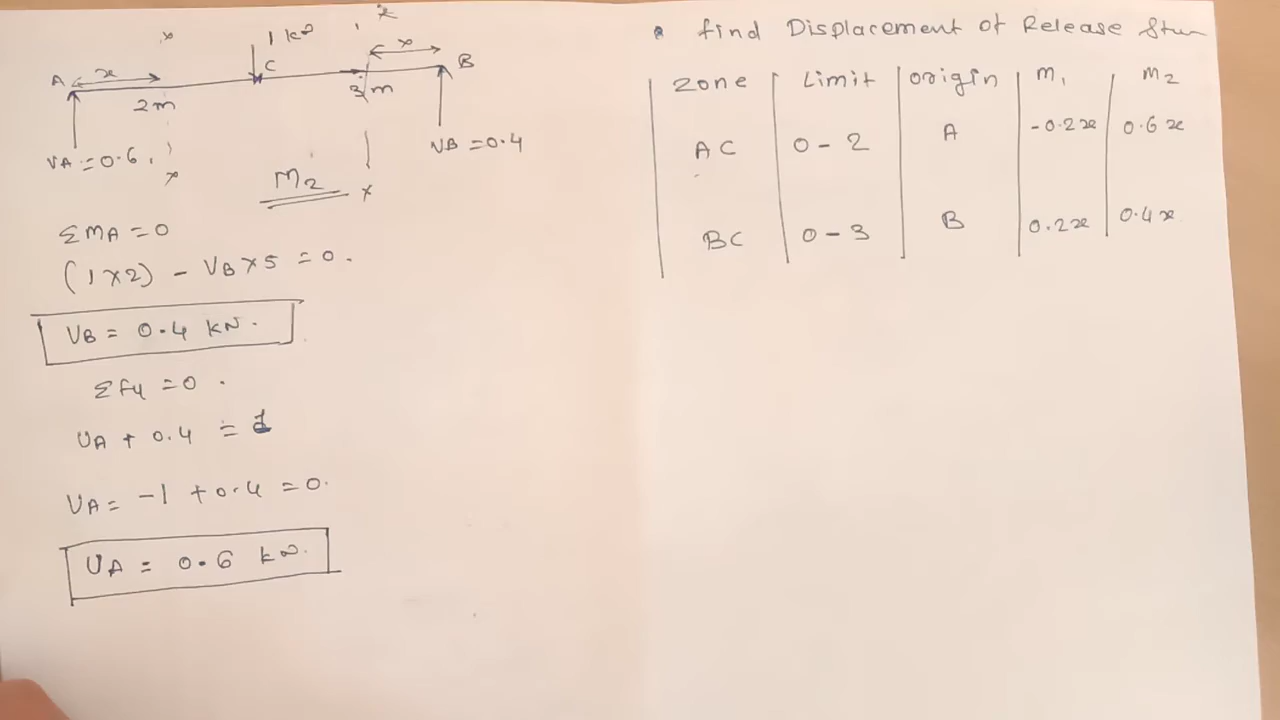 1 kN
x
A x C x B
2m 3m
VA = 0.6 VB = 0.4
M2
x x
ΣMA = 0
(1×2) - VB×5 = 0.
VB = 0.4 kN.
Σfy = 0.
VA + 0.4 = 1
VA = -1 + 0.4 = 0.
VA = 0.6 kN.
• find Displacement of Release
Zone Limit origin M1 M2
AC 0-2 A -0.2x 0.6x
BC 0-3 B 0.2x 0.4x